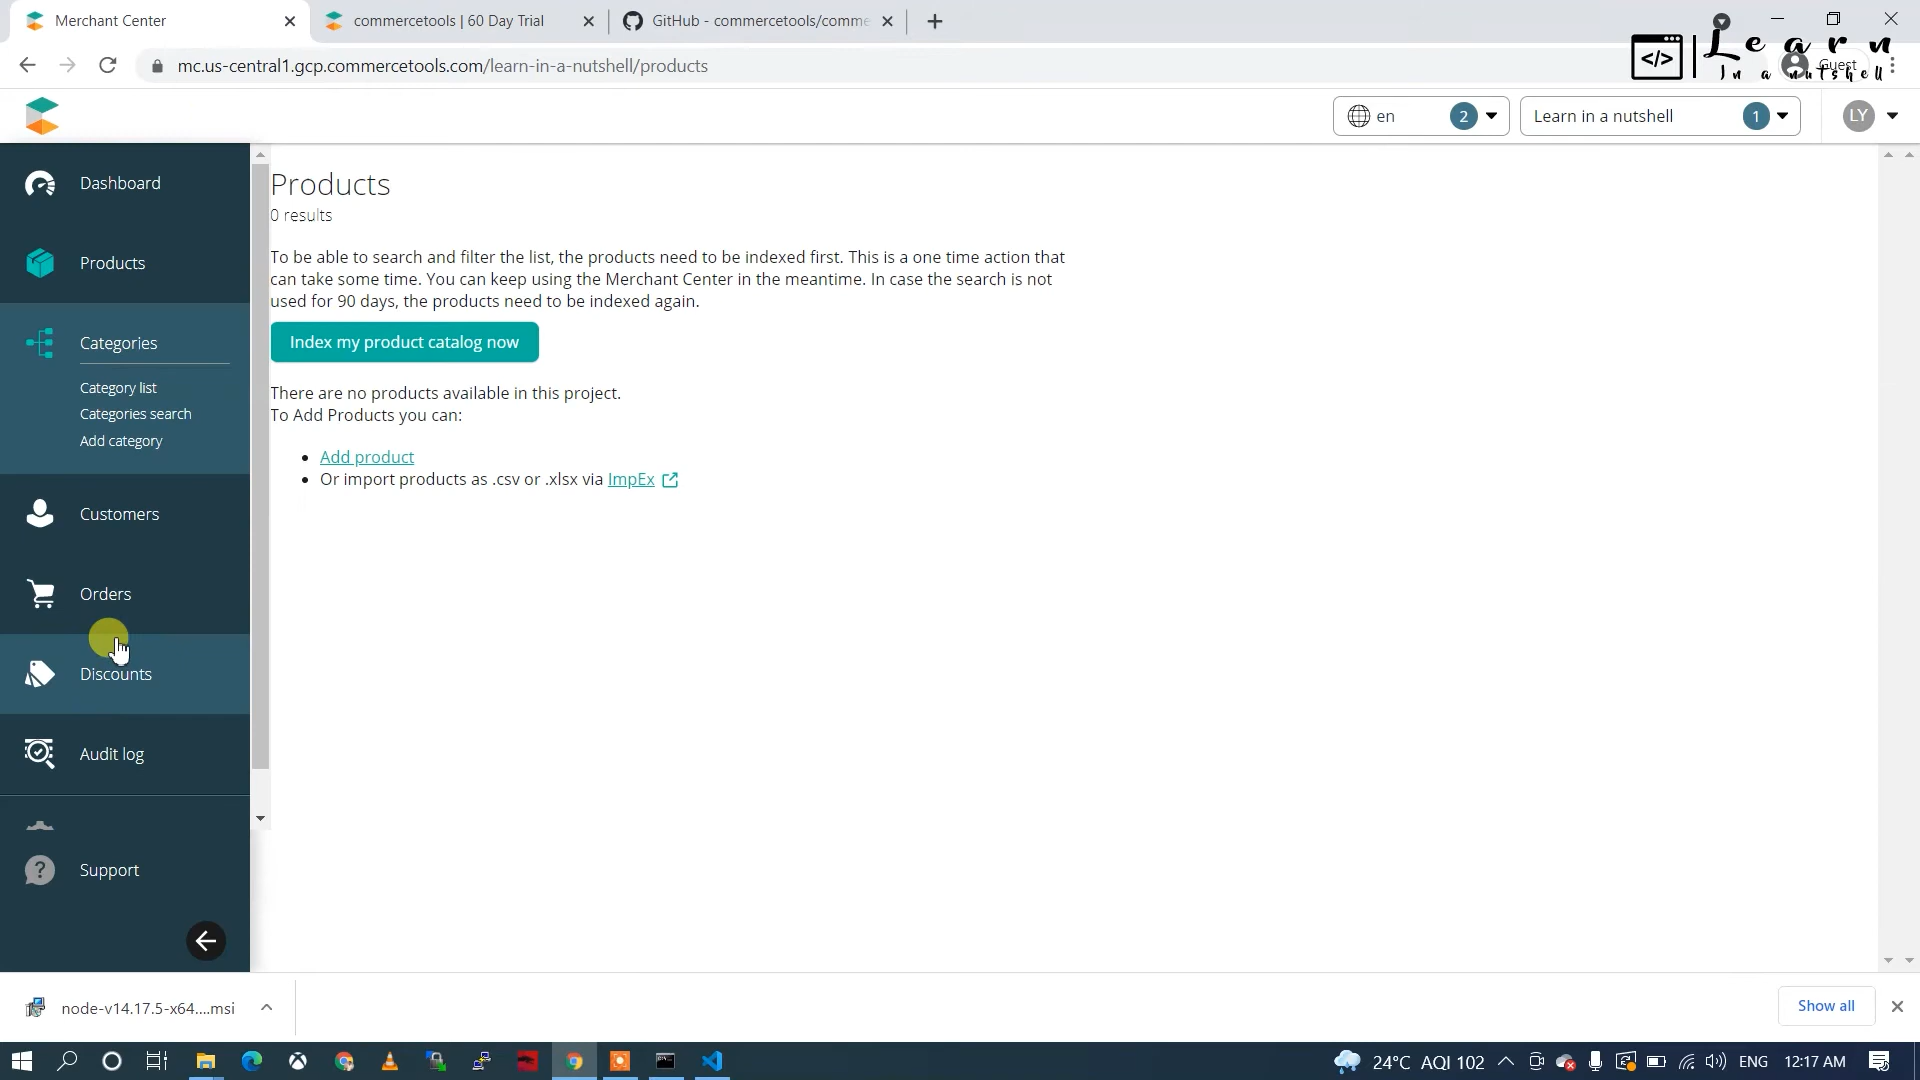 Merchant Center
commercetools | 60 Day Trial
GitHub - commercetools/comme
mc.us-central1.gcp.commercetools.com/learn-in-a-nutshell/products
Guest
</> | Learn
In a nutshell
en 2
Learn in a nutshell 1
LY
Dashboard
Products
Categories
Category list
Categories search
Add category
Customers
Orders
Discounts
Audit log
Support
Products
0 results
To be able to search and filter the list, the products need to be indexed first. This is a one time action that
can take some time. You can keep using the Merchant Center in the meantime. In case the search is not
used for 90 days, the products need to be indexed again.
Index my product catalog now
There are no products available in this project.
To Add Products you can:
• Add product
• Or import products as .csv or .xlsx via ImpEx
node-v14.17.5-x64....msi
Show all
24°C AQI 102
ENG
12:17 AM